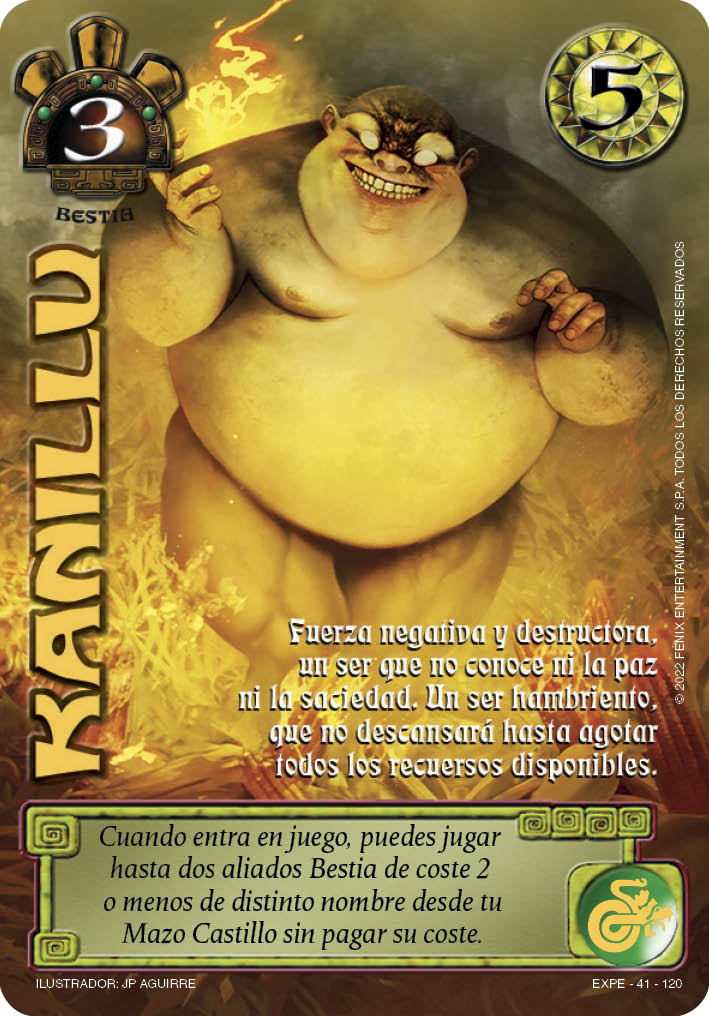 3
5
BESTIA
KANILLU
Fuerza negativa y destructora,
un ser que no conoce ni la paz
ni la saciedad. Un ser hambriento,
que no descansará hasta agotar
todos los recuersos disponibles.
© 2022 FÉNIX ENTERTAINMENT S.P.A. TODOS LOS DERECHOS RESERVADOS
Cuando entra en juego, puedes jugar
hasta dos aliados Bestia de coste 2
o menos de distinto nombre desde tu
Mazo Castillo sin pagar su coste.
ILUSTRADOR: JP AGUIRRE
EXPE - 41 - 120